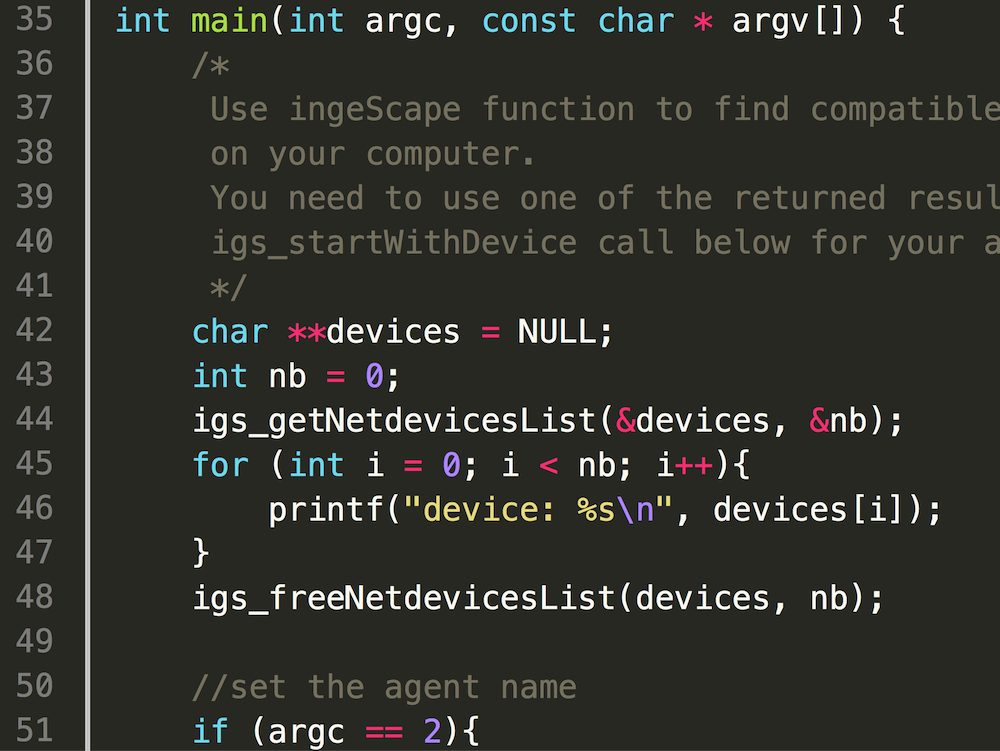 35 int main(int argc, const char * argv[]) {
36 /*
37 Use ingeScape function to find compatible
38 on your computer.
39 You need to use one of the returned resul
40 igs_startWithDevice call below for your a
41 */
42 char **devices = NULL;
43 int nb = 0;
44 igs_getNetdevicesList(&devices, &nb);
45 for (int i = 0; i < nb; i++){
46 printf("device: %s\n", devices[i]);
47 }
48 igs_freeNetdevicesList(devices, nb);
49
50 //set the agent name
51 if (argc == 2){